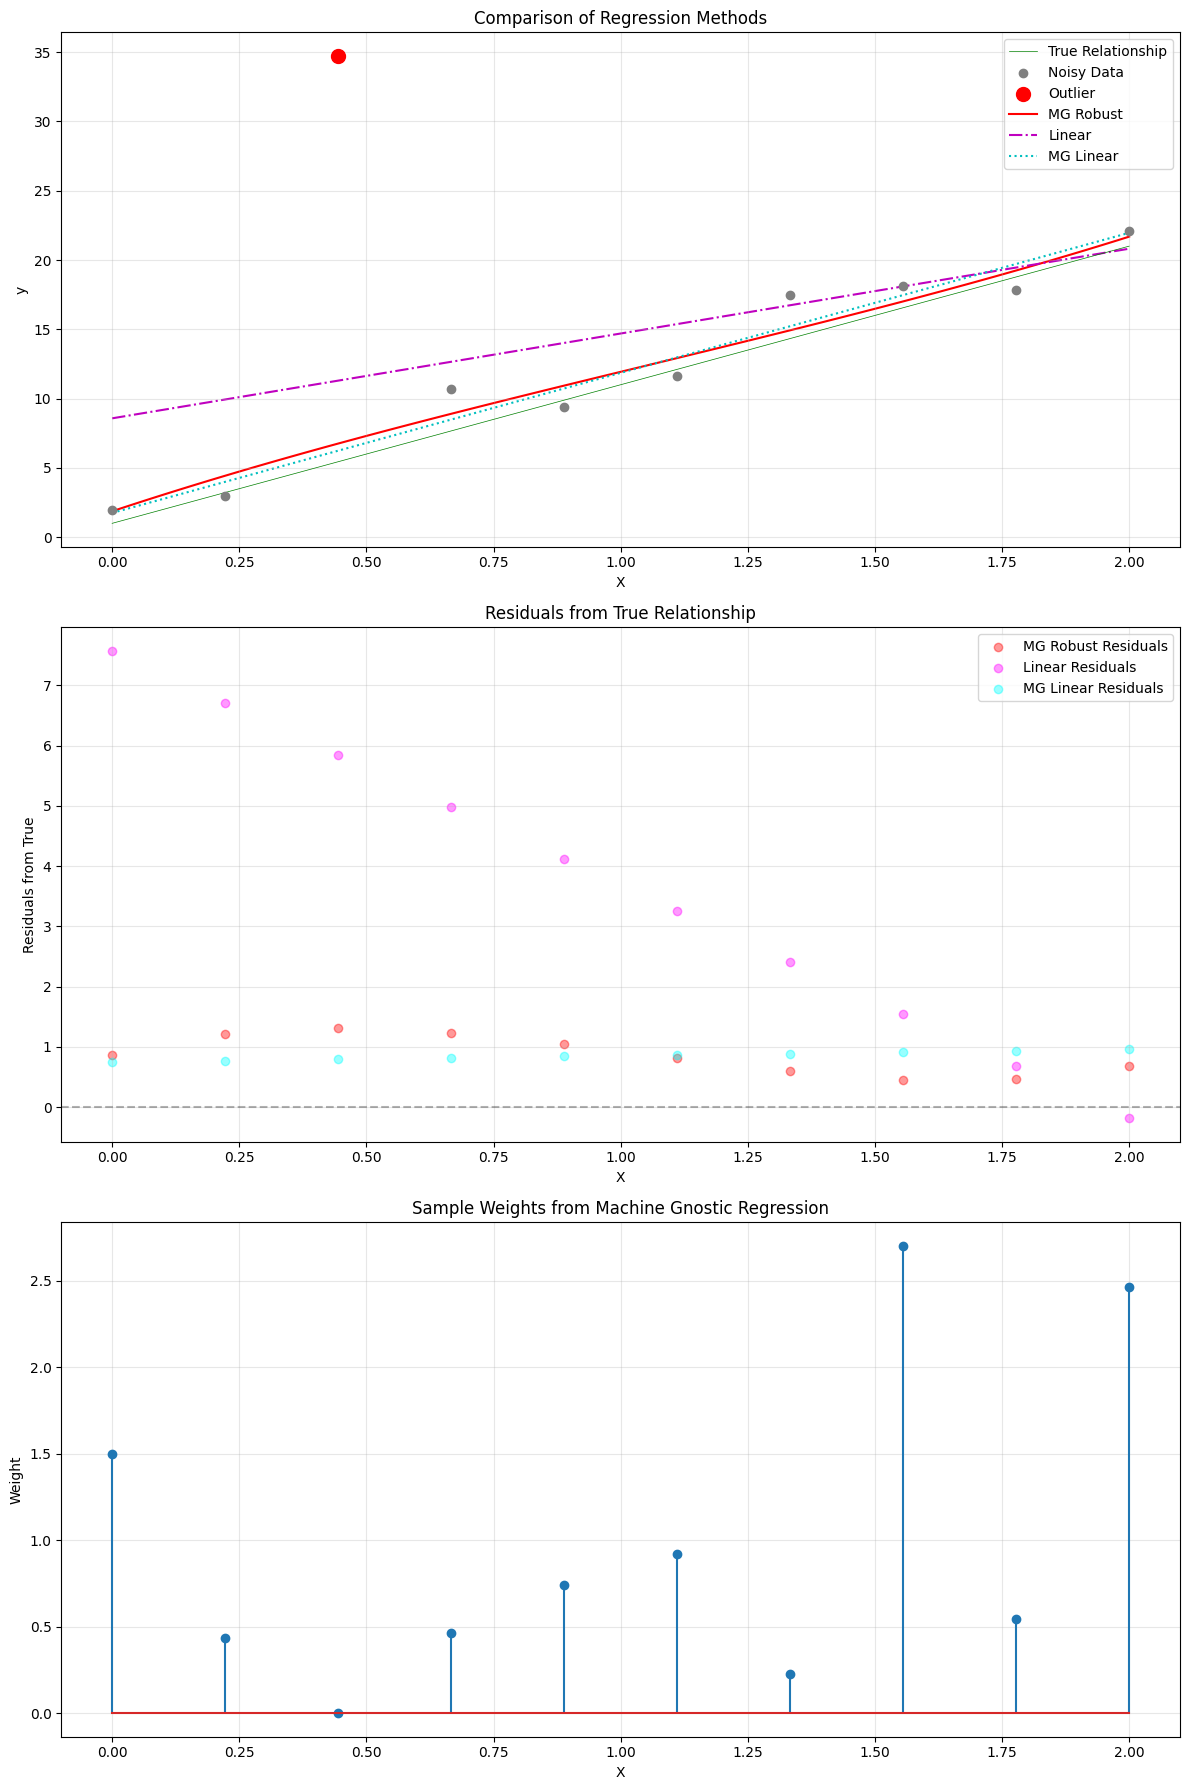 Comparison of Regression Methods
35
30
25
20
15
10
5
0
y
True Relationship
Noisy Data
Outlier
MG Robust
Linear
MG Linear
0.00 0.25 0.50 0.75 1.00 1.25 1.50 1.75 2.00
X
Residuals from True Relationship
7
6
5
4
3
2
1
0
Residuals from True
MG Robust Residuals
Linear Residuals
MG Linear Residuals
0.00 0.25 0.50 0.75 1.00 1.25 1.50 1.75 2.00
X
Sample Weights from Machine Gnostic Regression
2.5
2.0
1.5
1.0
0.5
0.0
Weight
0.00 0.25 0.50 0.75 1.00 1.25 1.50 1.75 2.00
X